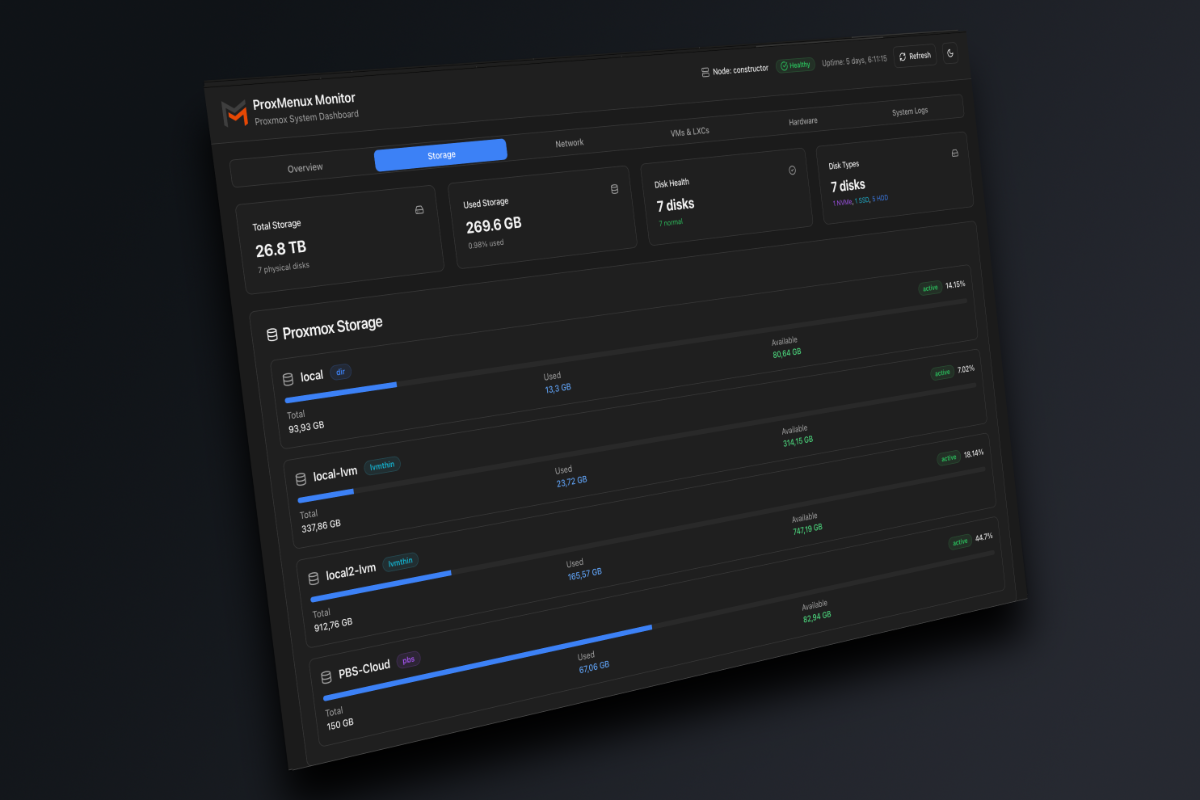 ProxMenux Monitor
Proxmox System Dashboard
Node: constructor
Healthy
Uptime: 5 days, 6:11:15
Refresh
Overview
Storage
Network
VMs & LXCs
Hardware
System Logs
Total Storage
26.8 TB
7 physical disks
Used Storage
269.6 GB
0.98% used
Disk Health
7 disks
7 normal
Disk Types
7 disks
1 NVMe, 1 SSD, 5 HDD
Proxmox Storage
local dir
active 14.15%
Total
93,93 GB
Used
13,3 GB
Available
80,64 GB
local-lvm lvmthin
active 7.02%
Total
337,86 GB
Used
23,72 GB
Available
314,15 GB
local2-lvm lvmthin
active 18.14%
Total
912,76 GB
Used
165,57 GB
Available
747,19 GB
PBS-Cloud pbs
active 44.7%
Total
150 GB
Used
67,06 GB
Available
82,94 GB